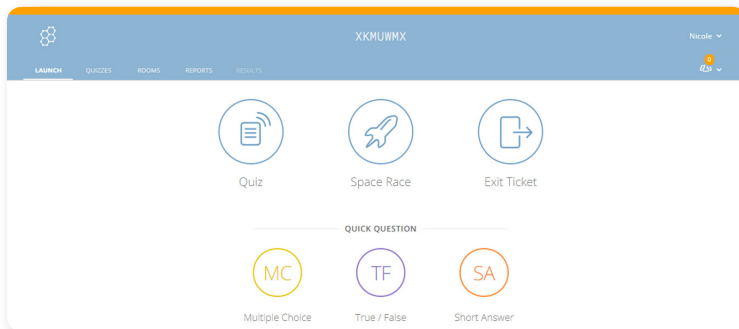 XKMUWMX
Nicole
0
LAUNCH QUIZZES ROOMS REPORTS RESULTS
Quiz Space Race Exit Ticket
QUICK QUESTION
MC TF SA
Multiple Choice True / False Short Answer